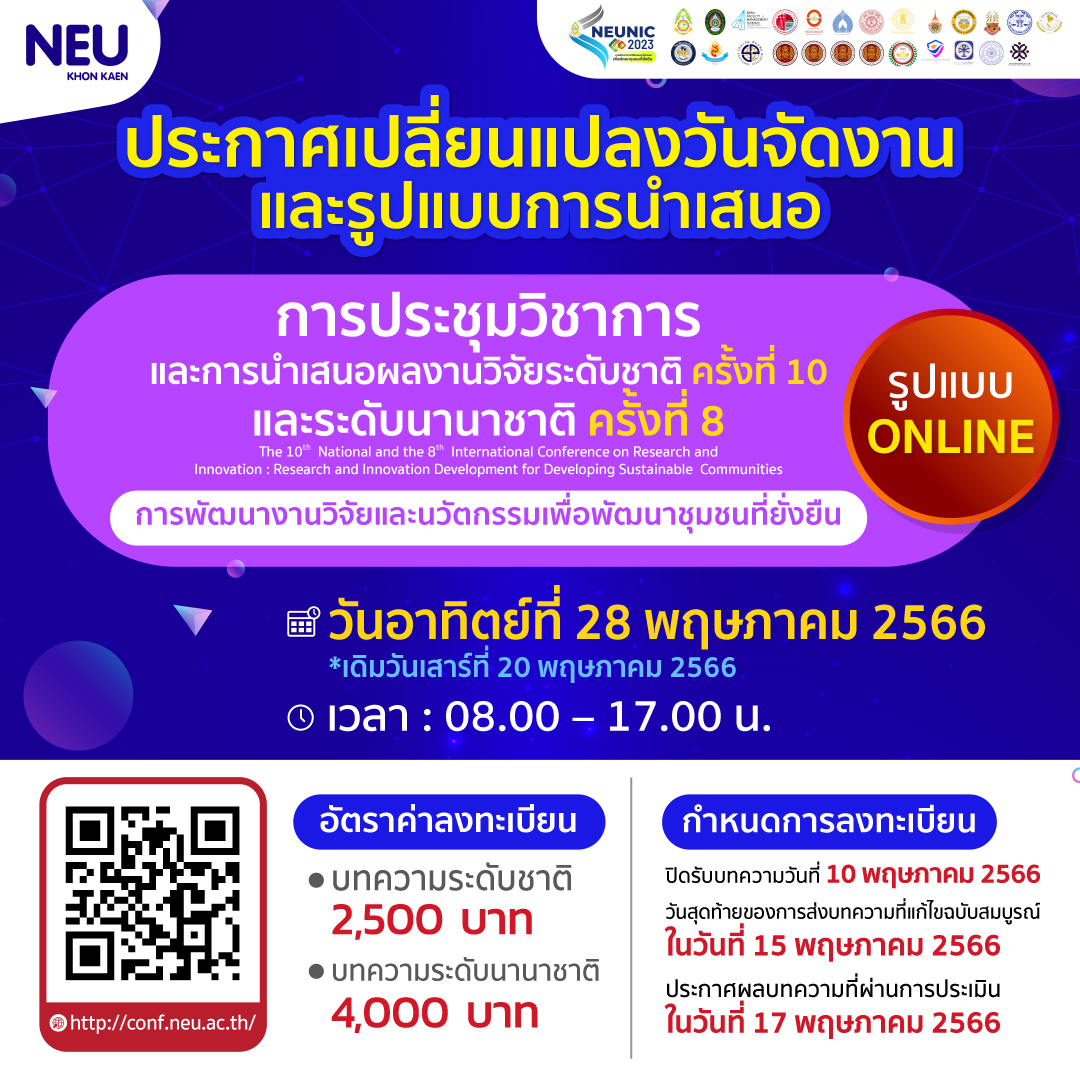 NEU
KHON KAEN
NEUNIC
2023
ประกาศเปลี่ยนแปลงวันจัดงาน
และรูปแบบการนำเสนอ
การประชุมวิชาการ
และการนำเสนอผลงานวิจัยระดับชาติ ครั้งที่ 10
และระดับนานาชาติ ครั้งที่ 8
The 10th National and the 8th International Conference on Research and
Innovation : Research and Innovation Development for Developing Sustainable Communities
การพัฒนางานวิจัยและนวัตกรรมเพื่อพัฒนาชุมชนที่ยั่งยืน
รูปแบบ
ONLINE
วันอาทิตย์ที่ 28 พฤษภาคม 2566
*เดิมวันเสาร์ที่ 20 พฤษภาคม 2566
เวลา : 08.00 – 17.00 น.
http://conf.neu.ac.th/
อัตราค่าลงทะเบียน
• บทความระดับชาติ
2,500 บาท
• บทความระดับนานาชาติ
4,000 บาท
กำหนดการลงทะเบียน
ปิดรับบทความวันที่ 10 พฤษภาคม 2566
วันสุดท้ายของการส่งบทความที่แก้ไขฉบับสมบูรณ์
ในวันที่ 15 พฤษภาคม 2566
ประกาศผลบทความที่ผ่านการประเมิน
ในวันที่ 17 พฤษภาคม 2566